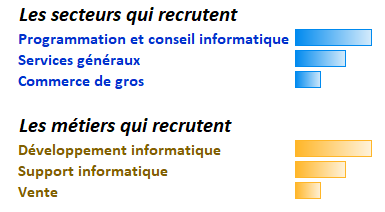 Les secteurs qui recrutent
Programmation et conseil informatique
Services généraux
Commerce de gros
Les métiers qui recrutent
Développement informatique
Support informatique
Vente